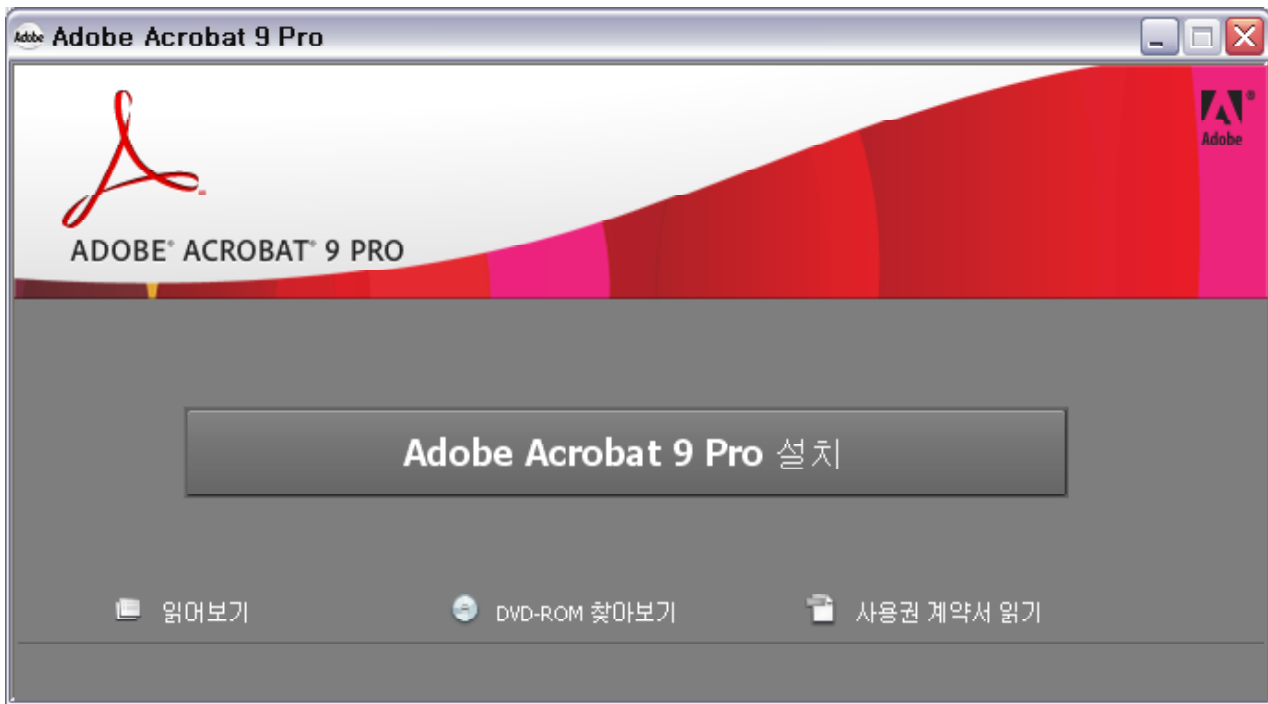 Adobe Adobe Acrobat 9 Pro
Adobe®
ADOBE® ACROBAT® 9 PRO
Adobe Acrobat 9 Pro 설치
읽어보기
DVD-ROM 찾아보기
사용권 계약서 읽기